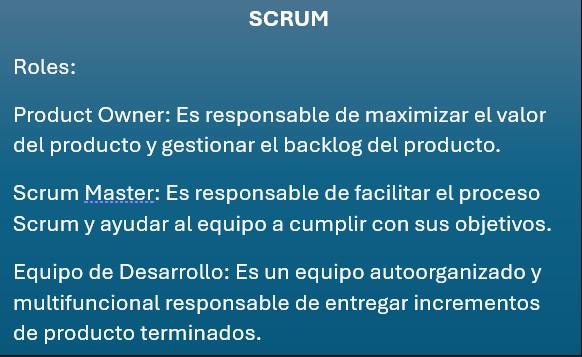 SCRUM
Roles:
Product Owner: Es responsable de maximizar el valor
del producto y gestionar el backlog del producto.
Scrum Master: Es responsable de facilitar el proceso
Scrum y ayudar al equipo a cumplir con sus objetivos.
Equipo de Desarrollo: Es un equipo autoorganizado y
multifuncional responsable de entregar incrementos
de producto terminados.